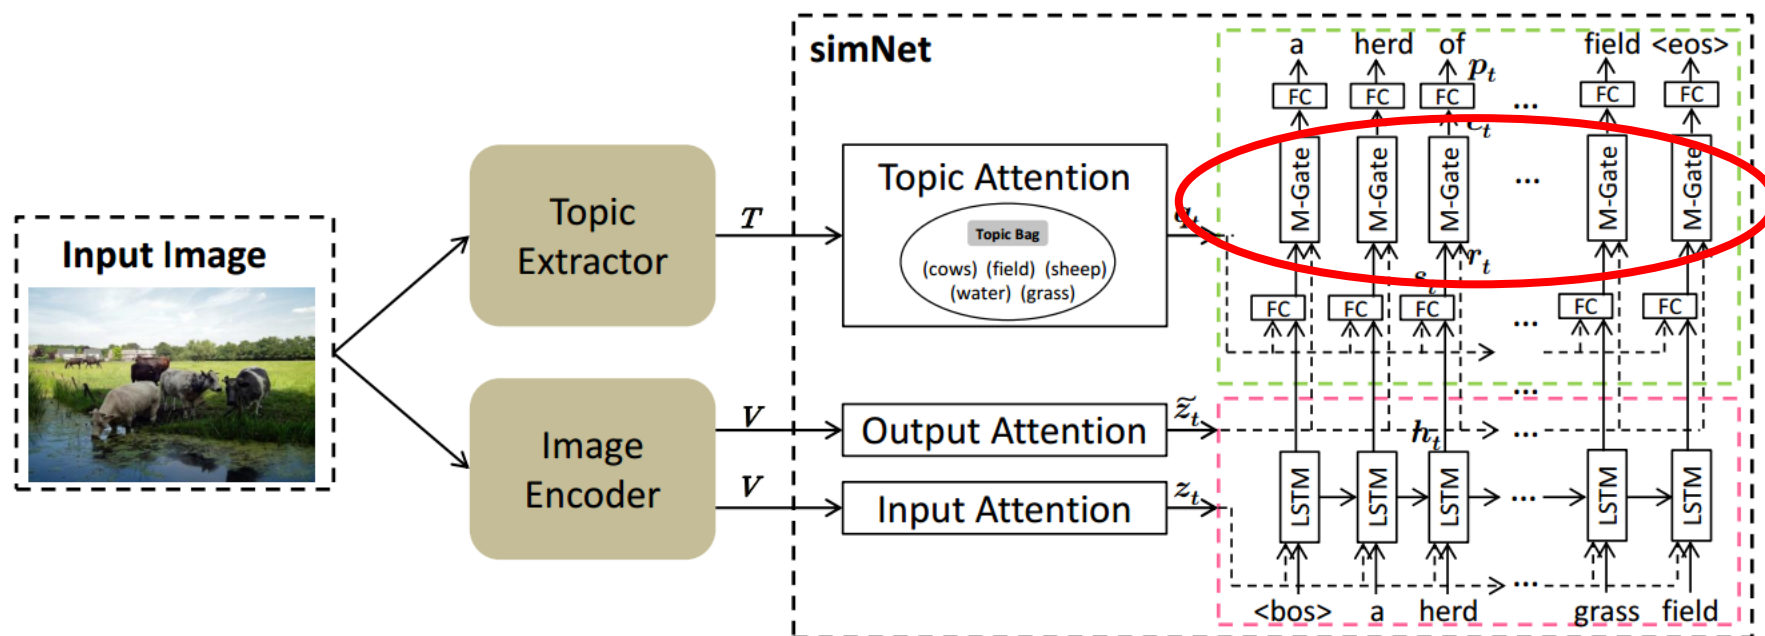 simNet
a herd of field <eos>
p_t
FC FC FC ... FC FC
c_t
M-Gate M-Gate M-Gate ... M-Gate M-Gate
Input Image
Topic Extractor
T
Topic Attention
Topic Bag
(cows) (field) (sheep)
(water) (grass)
q_t
r_t
s_t
FC FC FC ... FC FC
...
Image Encoder
V
Output Attention
z̃_t
h_t
...
V
Input Attention
z_t
LSTM LSTM LSTM ... LSTM LSTM
...
<bos> a herd grass field